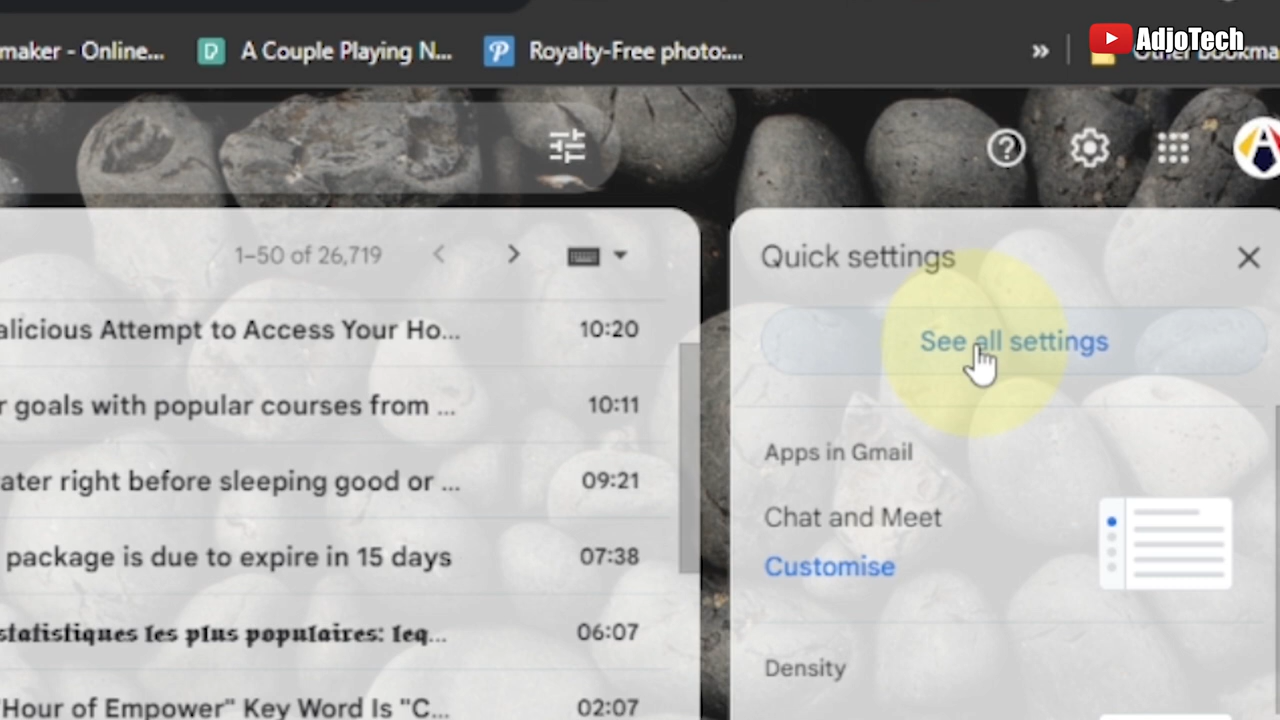 maker - Online...
A Couple Playing N...
Royalty-Free photo:...
»
AdjoTech
Other bookma
1–50 of 26,719
Quick settings
See all settings
alicious Attempt to Access Your Ho... 10:20
r goals with popular courses from ... 10:11
ater right before sleeping good or ... 09:21
package is due to expire in 15 days 07:38
𝖘𝖙𝖆𝖙𝖎𝖘𝖙𝖎𝖖𝖚𝖊𝖘 𝖑𝖊𝖘 𝖕𝖑𝖚𝖘 𝖕𝖔𝖕𝖚𝖑𝖆𝖎𝖗𝖊𝖘: 𝖑𝖊𝖖... 06:07
"Hour of Empower" Key Word Is "C... 02:07
Apps in Gmail
Chat and Meet
Customise
Density